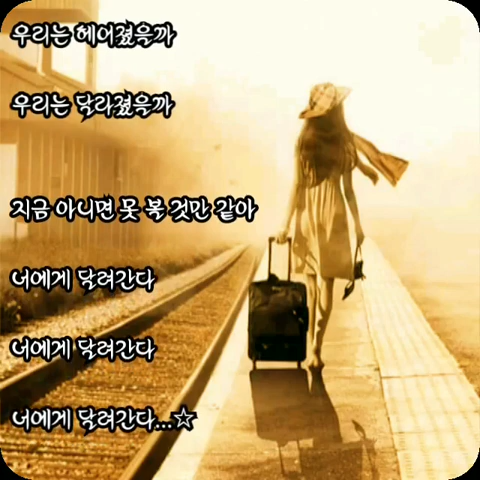 우리는 헤어졌을까
우리는 달라졌을까
지금 아니면 못 볼 것만 같아
너에게 달려간다
너에게 달려간다
너에게 달려간다...☆